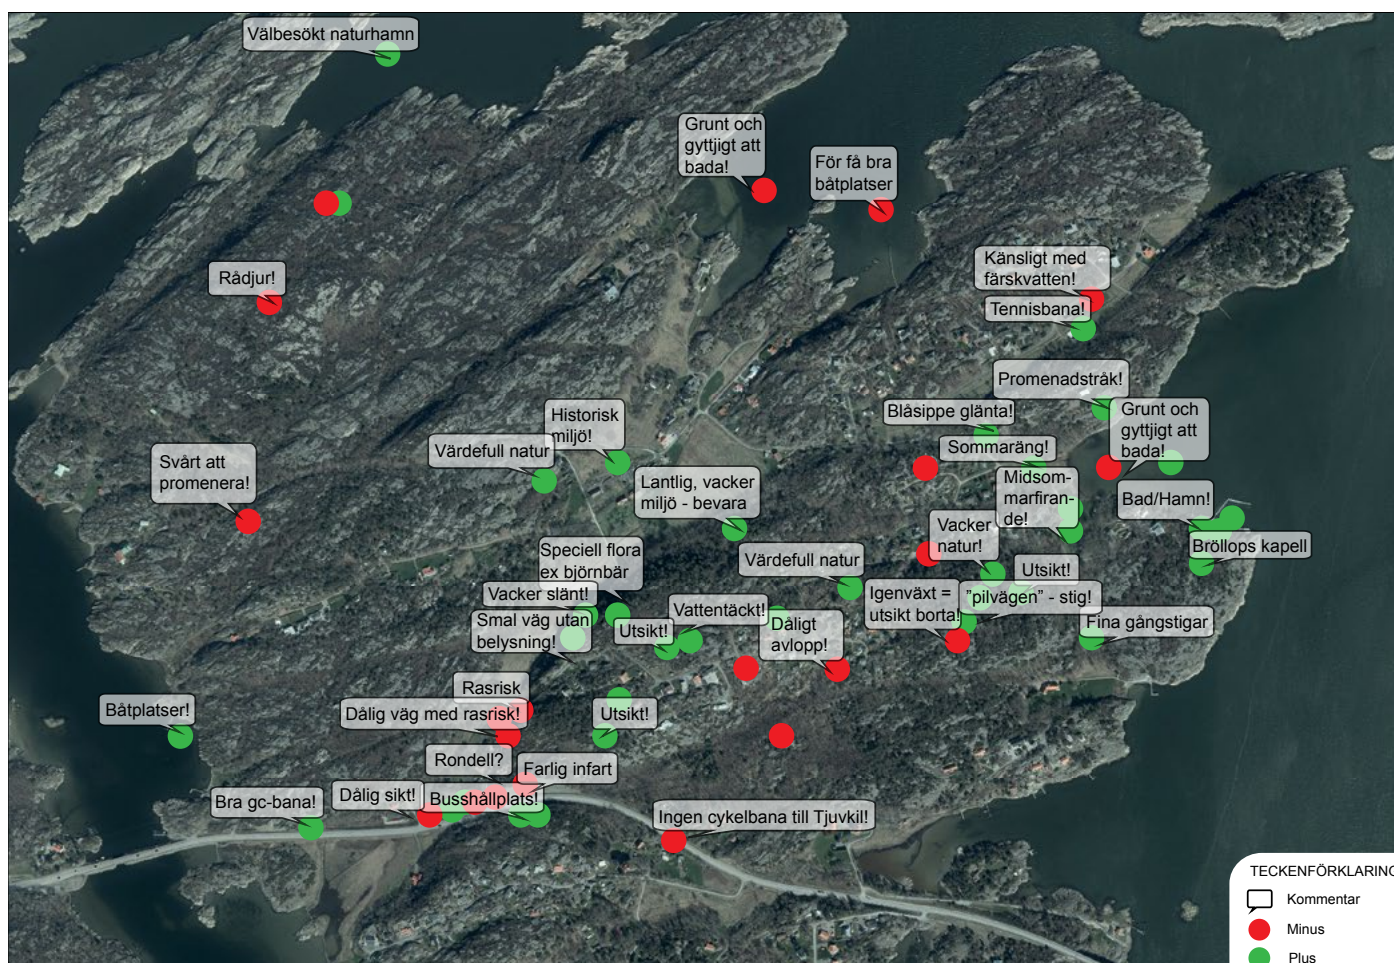 Välbesökt naturhamn
Grunt och
gyttjigt att
bada!
För få bra
båtplatser
Rådjur!
Känsligt med
färskvatten!
Tennisbana!
Promenadstråk!
Blåsippe glänta!
Grunt och
gyttjigt att
bada!
Historisk
miljö!
Värdefull natur
Sommaräng!
Svårt att
promenera!
Lantlig, vacker
miljö - bevara
Midsom-
marfiran-
de!
Bad/Hamn!
Vacker
natur!
Bröllops kapell
Speciell flora
ex björnbär
Värdefull natur
Utsikt!
Vacker slänt!
Igenväxt =
utsikt borta!
"pilvägen" - stig!
Smal väg utan
belysning!
Utsikt!
Vattentäckt!
Dåligt
avlopp!
Fina gångstigar
Rasrisk
Båtplatser!
Dålig väg med rasrisk!
Utsikt!
Rondell?
Farlig infart
Bra gc-bana!
Dålig sikt!
Busshållplats!
Ingen cykelbana till Tjuvkil!
TECKENFÖRKLARING
Kommentar
Minus
Plus